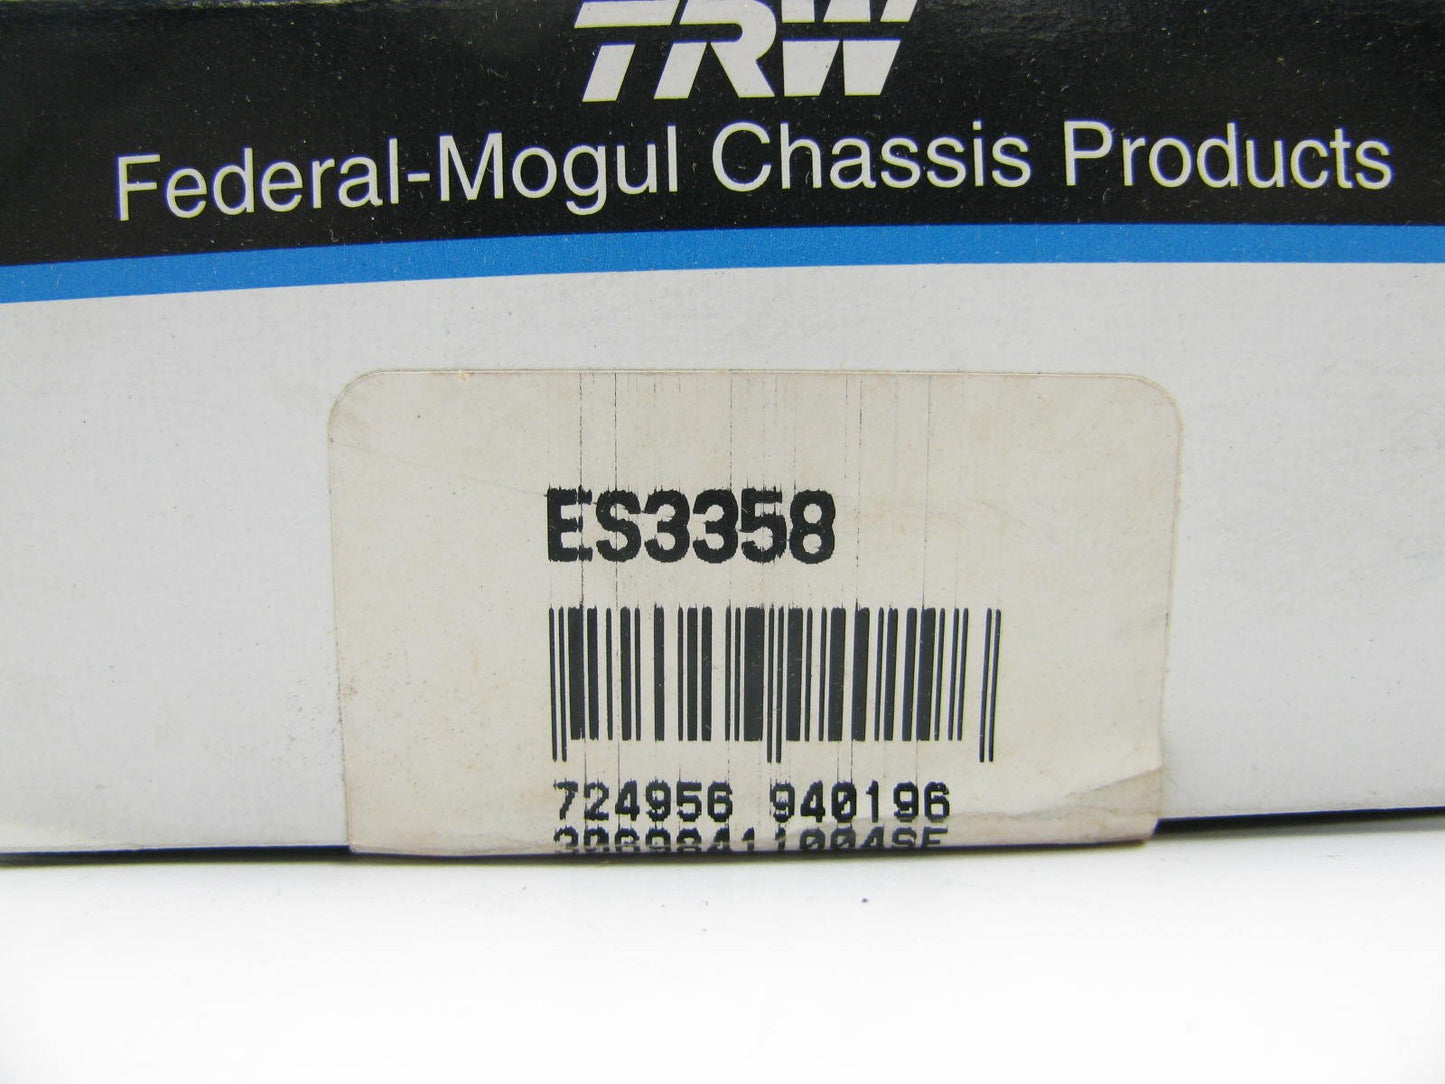 TRW
Federal-Mogul Chassis Products
ES3358
724956 940196